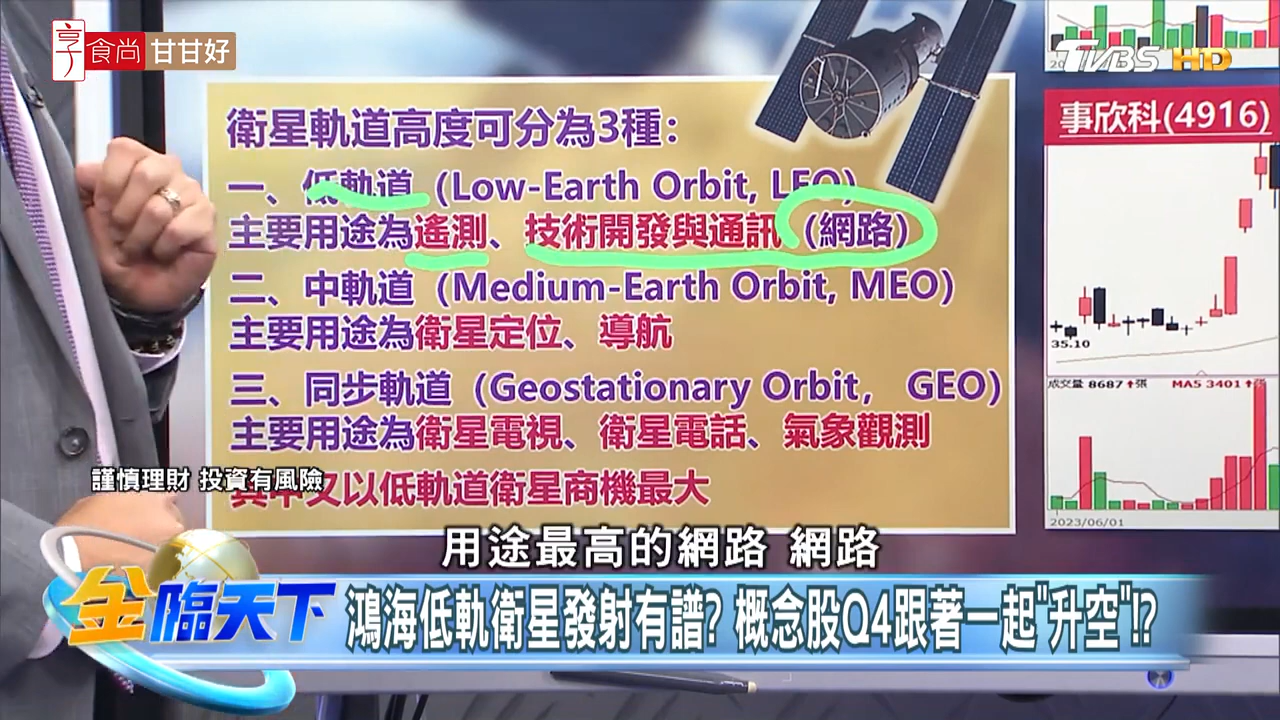 享
食尚 甘甘好
TVBS HD
衛星軌道高度可分為3種：
一、低軌道（Low-Earth Orbit, LEO）
主要用途為遙測、技術開發與通訊（網路）
二、中軌道（Medium-Earth Orbit, MEO）
主要用途為衛星定位、導航
三、同步軌道（Geostationary Orbit， GEO）
主要用途為衛星電視、衛星電話、氣象觀測
其中又以低軌道衛星商機最大
事欣科(4916)
35.10
成交量 8687↑張 MA5 3401↑張
2023/06/01
謹慎理財 投資有風險
用途最高的網路 網路
金臨天下
鴻海低軌衛星發射有譜? 概念股Q4跟著一起"升空"!?